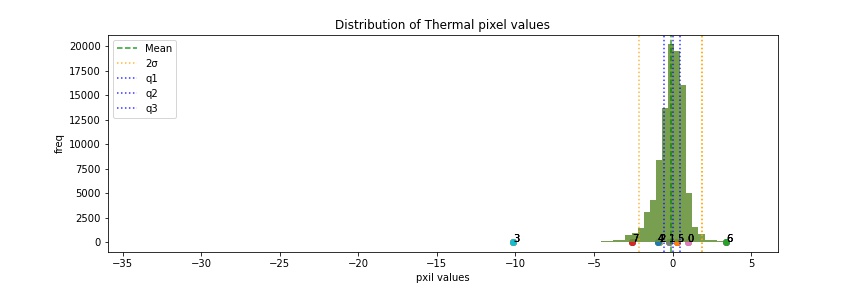 Distribution of Thermal pixel values
Mean
2σ
q1
q2
q3
freq
20000
17500
15000
12500
10000
7500
5000
2500
0
3 7 4 1 5 0 6
−35 −30 −25 −20 −15 −10 −5 0 5
pxil values